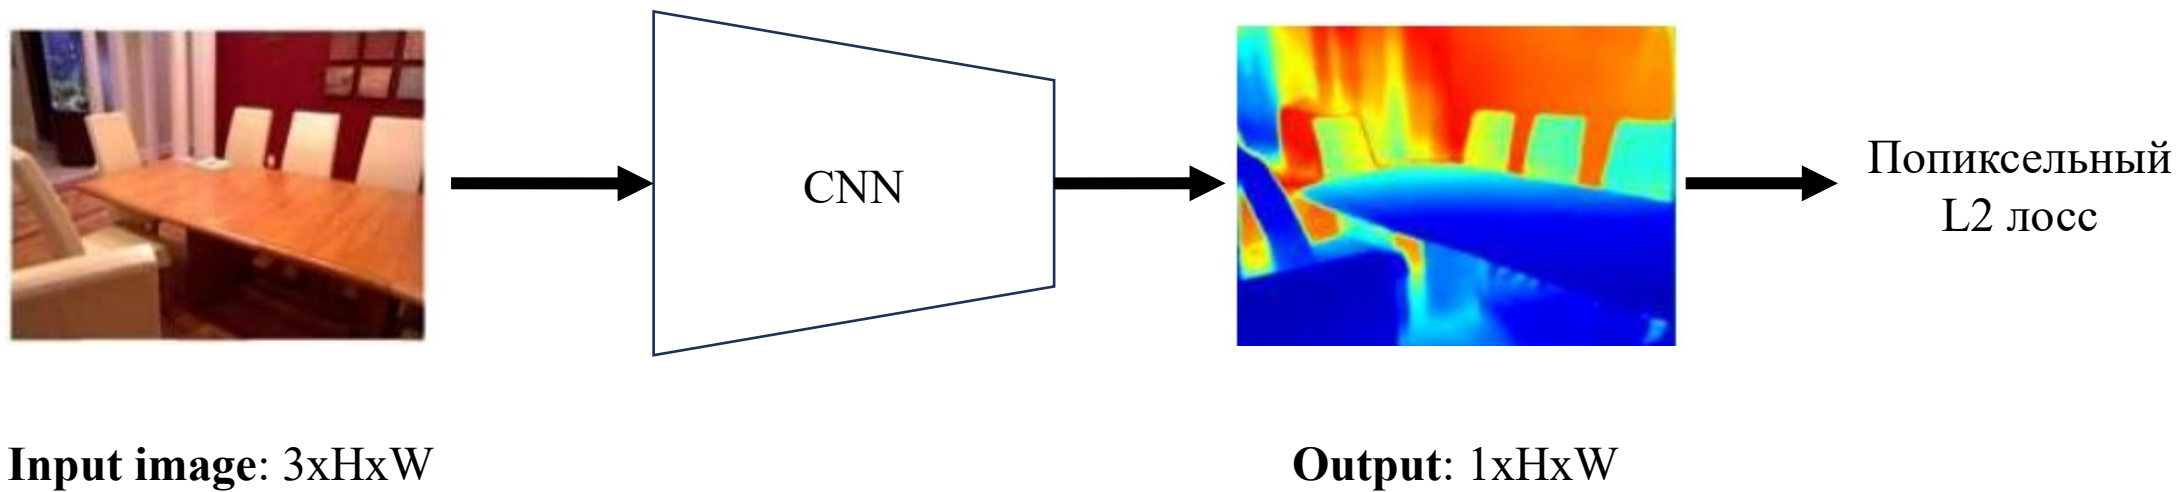 CNN
Попиксельный
L2 лосс
Input image: 3xHxW
Output: 1xHxW